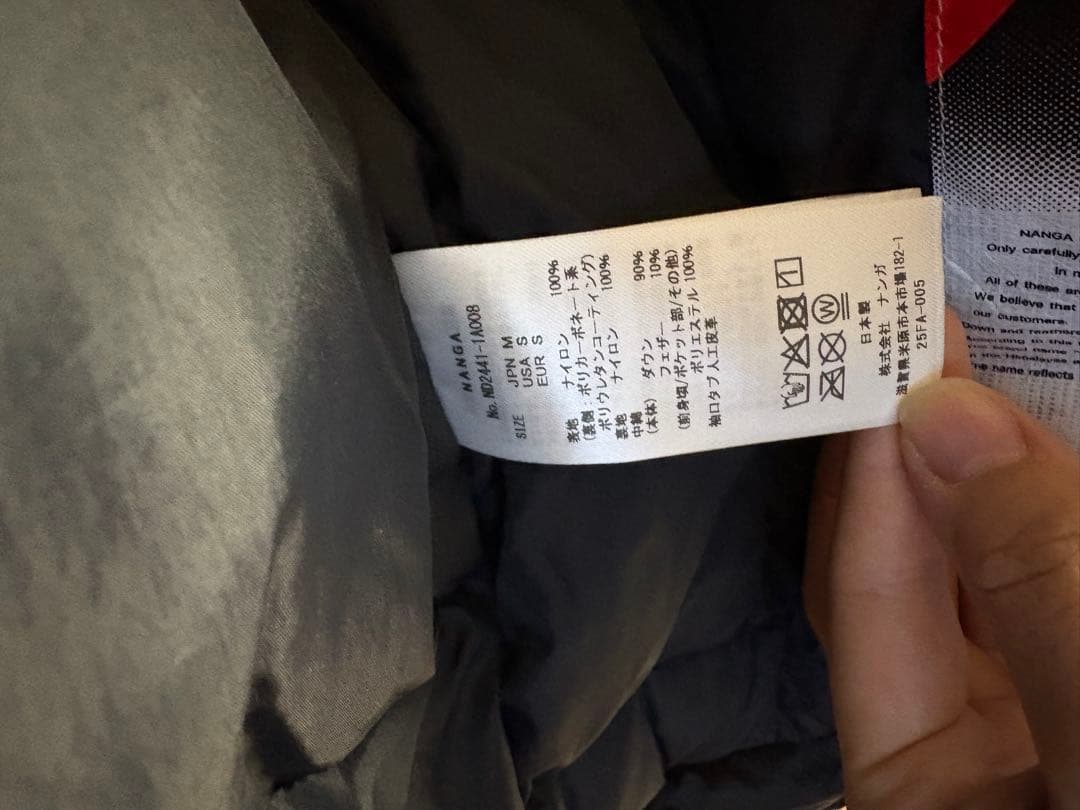 NANGA
No. ND2441-1A008
SIZE JPN M
USA S
EUR S
表地 ナイロン 100%
(裏側:ポリカーボネート系
ポリウレタンコーティング)
裏地 ナイロン 100%
中綿 ダウン 90%
(本体) フェザー 10%
(前身頃/ポケット部/その他)
ポリエステル 100%
袖口タブ人工皮革
W
日本製
株式会社 ナンガ
滋賀県米原市本市場182-1
25FA-005
NANGA
Only carefully
In
All of these
We believe that
our customers.
Down and
name reflects